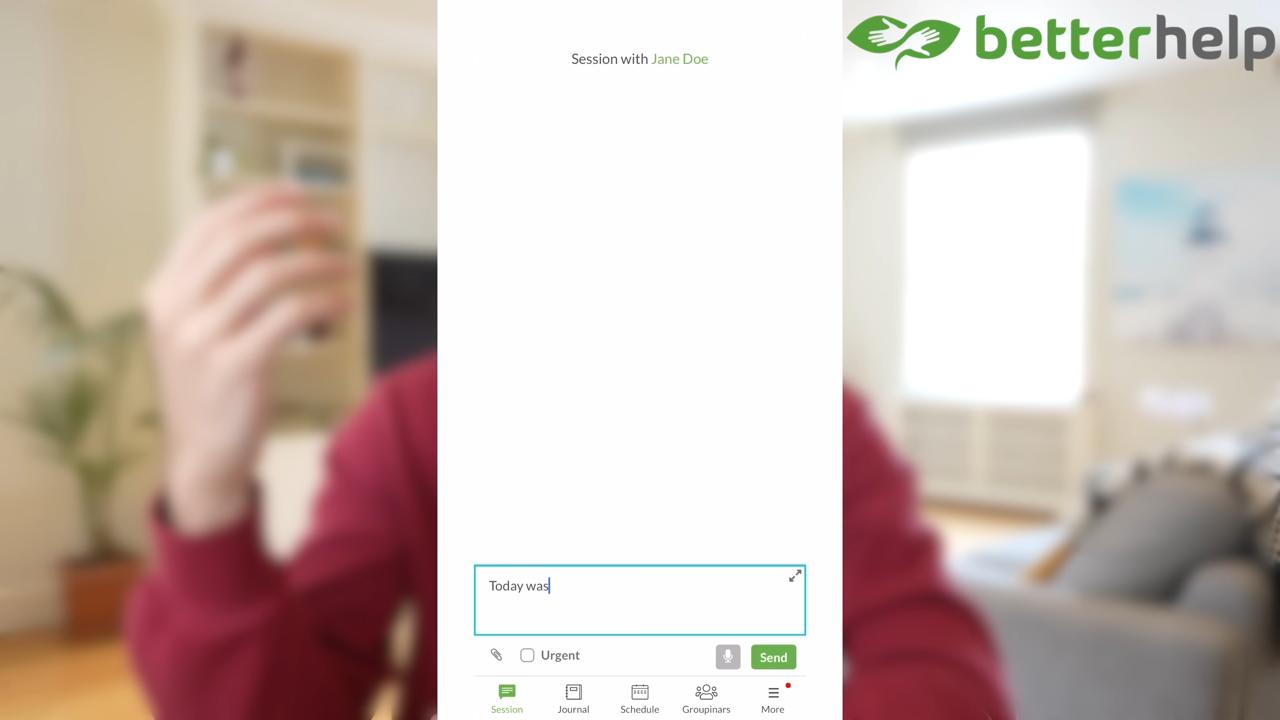 betterhelp
Session with Jane Doe
Today was
Urgent
Send
Session
Journal
Schedule
Groupinars
More